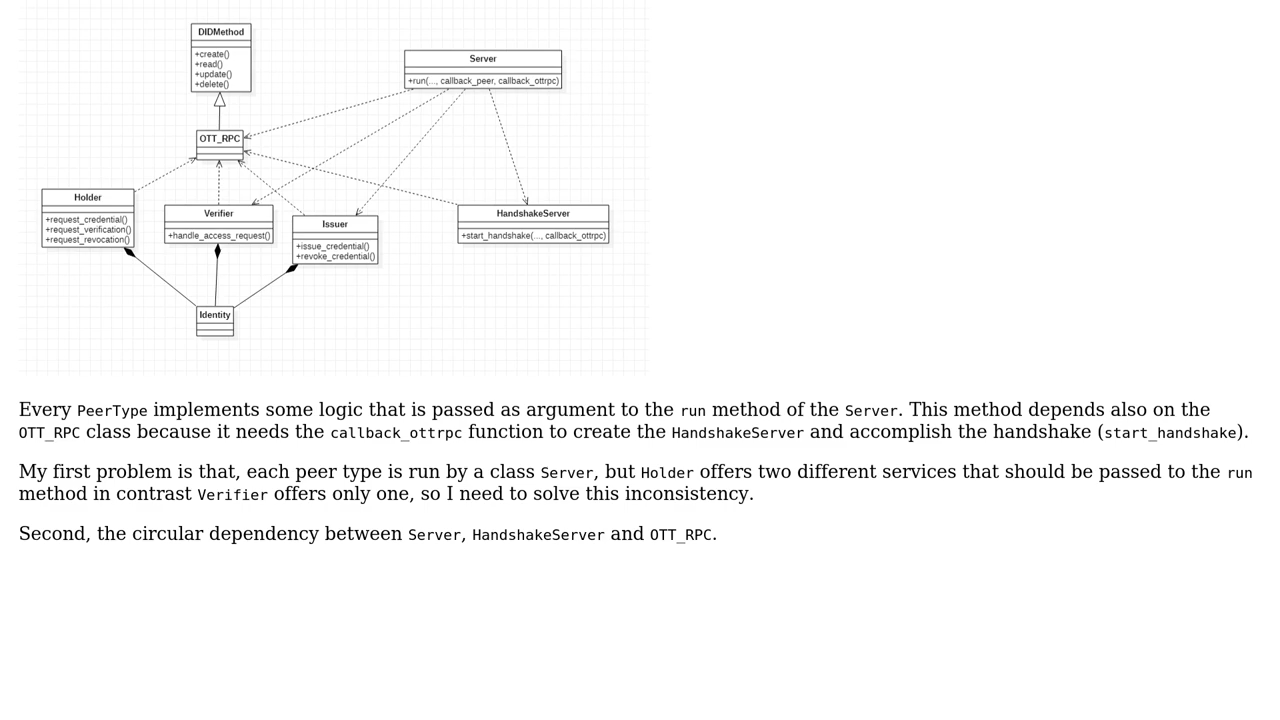 DIDMethod
+create()
+read()
+update()
+delete()
Server
+run(..., callback_peer, callback_ottrpc)
OTT_RPC
Holder
+request_credential()
+request_verification()
+request_revocation()
Verifier
+handle_access_request()
Issuer
+issue_credential()
+revoke_credential()
HandshakeServer
+start_handshake(..., callback_ottrpc)
Identity
Every PeerType implements some logic that is passed as argument to the run method of the Server. This method depends also on the
OTT_RPC class because it needs the callback_ottrpc function to create the HandshakeServer and accomplish the handshake (start_handshake).
My first problem is that, each peer type is run by a class Server, but Holder offers two different services that should be passed to the run
method in contrast Verifier offers only one, so I need to solve this inconsistency.
Second, the circular dependency between Server, HandshakeServer and OTT_RPC.